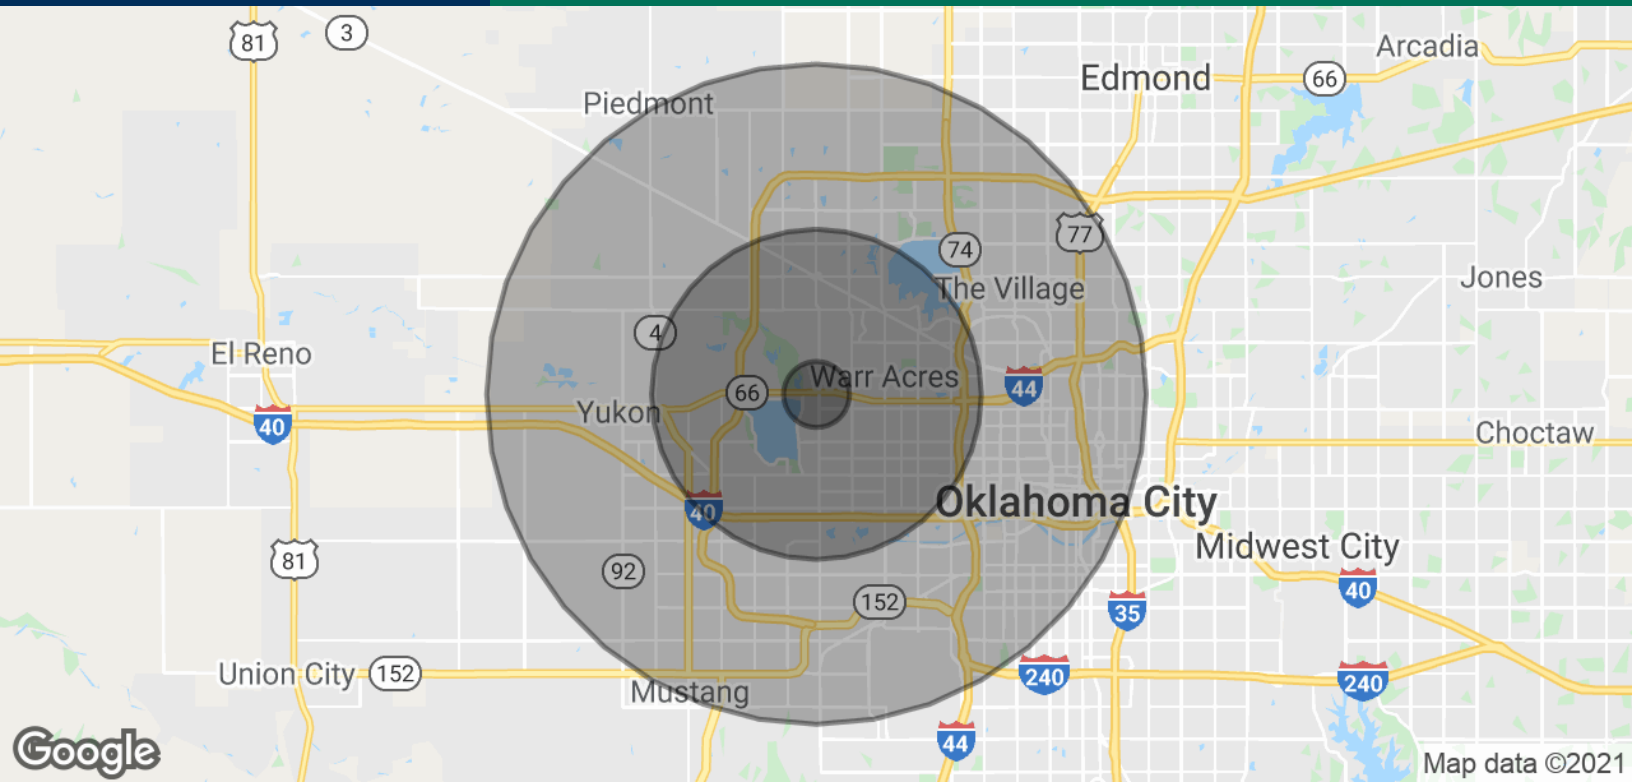 81
3
Arcadia
Edmond
66
Piedmont
77
74
Jones
The Village
4
El Reno
Warr Acres
44
66
Yukon
40
Choctaw
Oklahoma City
40
Midwest City
81
92
40
152
35
Union City
152
240
240
Mustang
44
Google
Map data ©2021